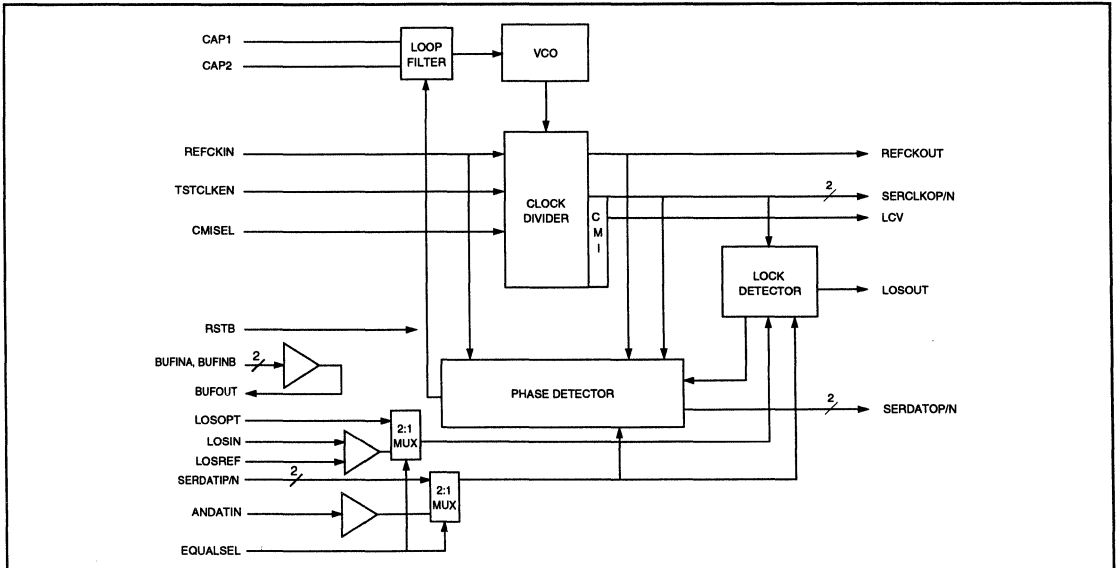 CAP1
CAP2
LOOP
FILTER
VCO
REFCKIN
TSTCLKEN
CMISEL
CLOCK
DIVIDER
C
M
I
REFCKOUT
2
SERCLKOP/N
LCV
LOCK
DETECTOR
LOSOUT
RSTB
BUFINA, BUFINB
2
BUFOUT
PHASE DETECTOR
2
SERDATOP/N
LOSOPT
LOSIN
LOSREF
2:1
MUX
SERDATIP/N
2
ANDATIN
2:1
MUX
EQUALSEL